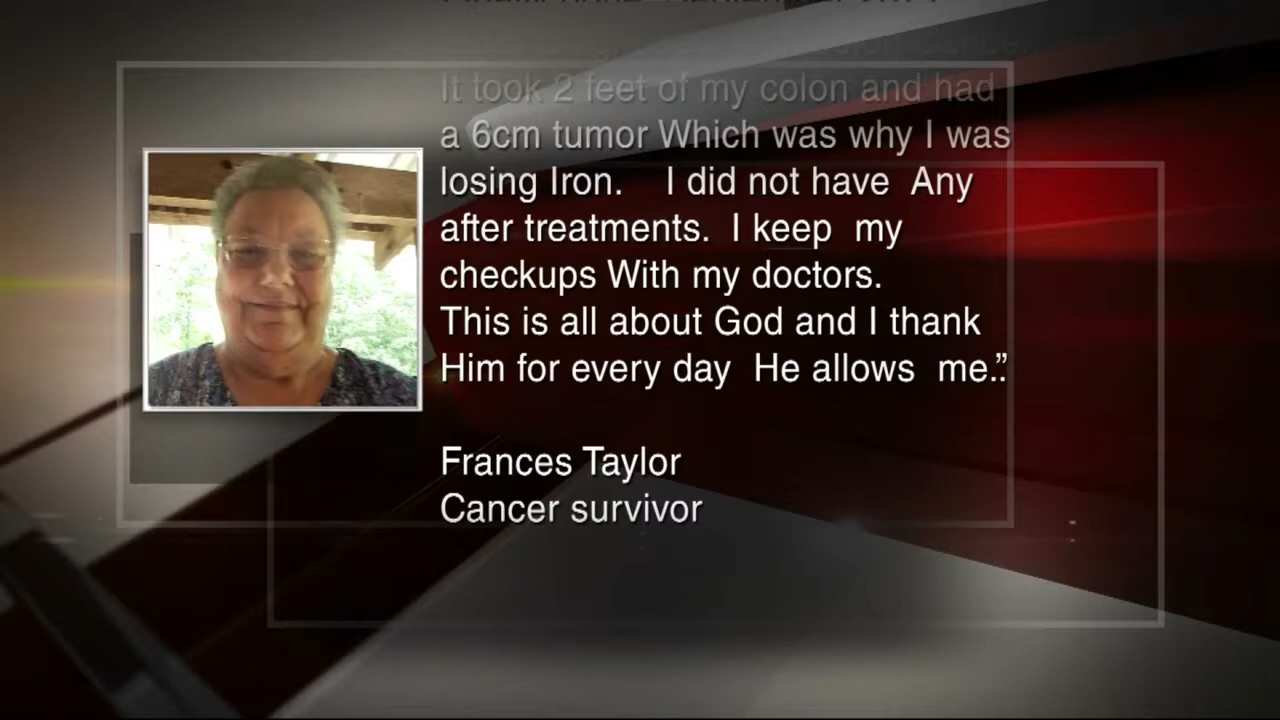 It took 2 feet of my colon and had
a 6cm tumor Which was why I was
losing Iron. I did not have Any
after treatments. I keep my
checkups With my doctors.
This is all about God and I thank
Him for every day He allows me.."
Frances Taylor
Cancer survivor